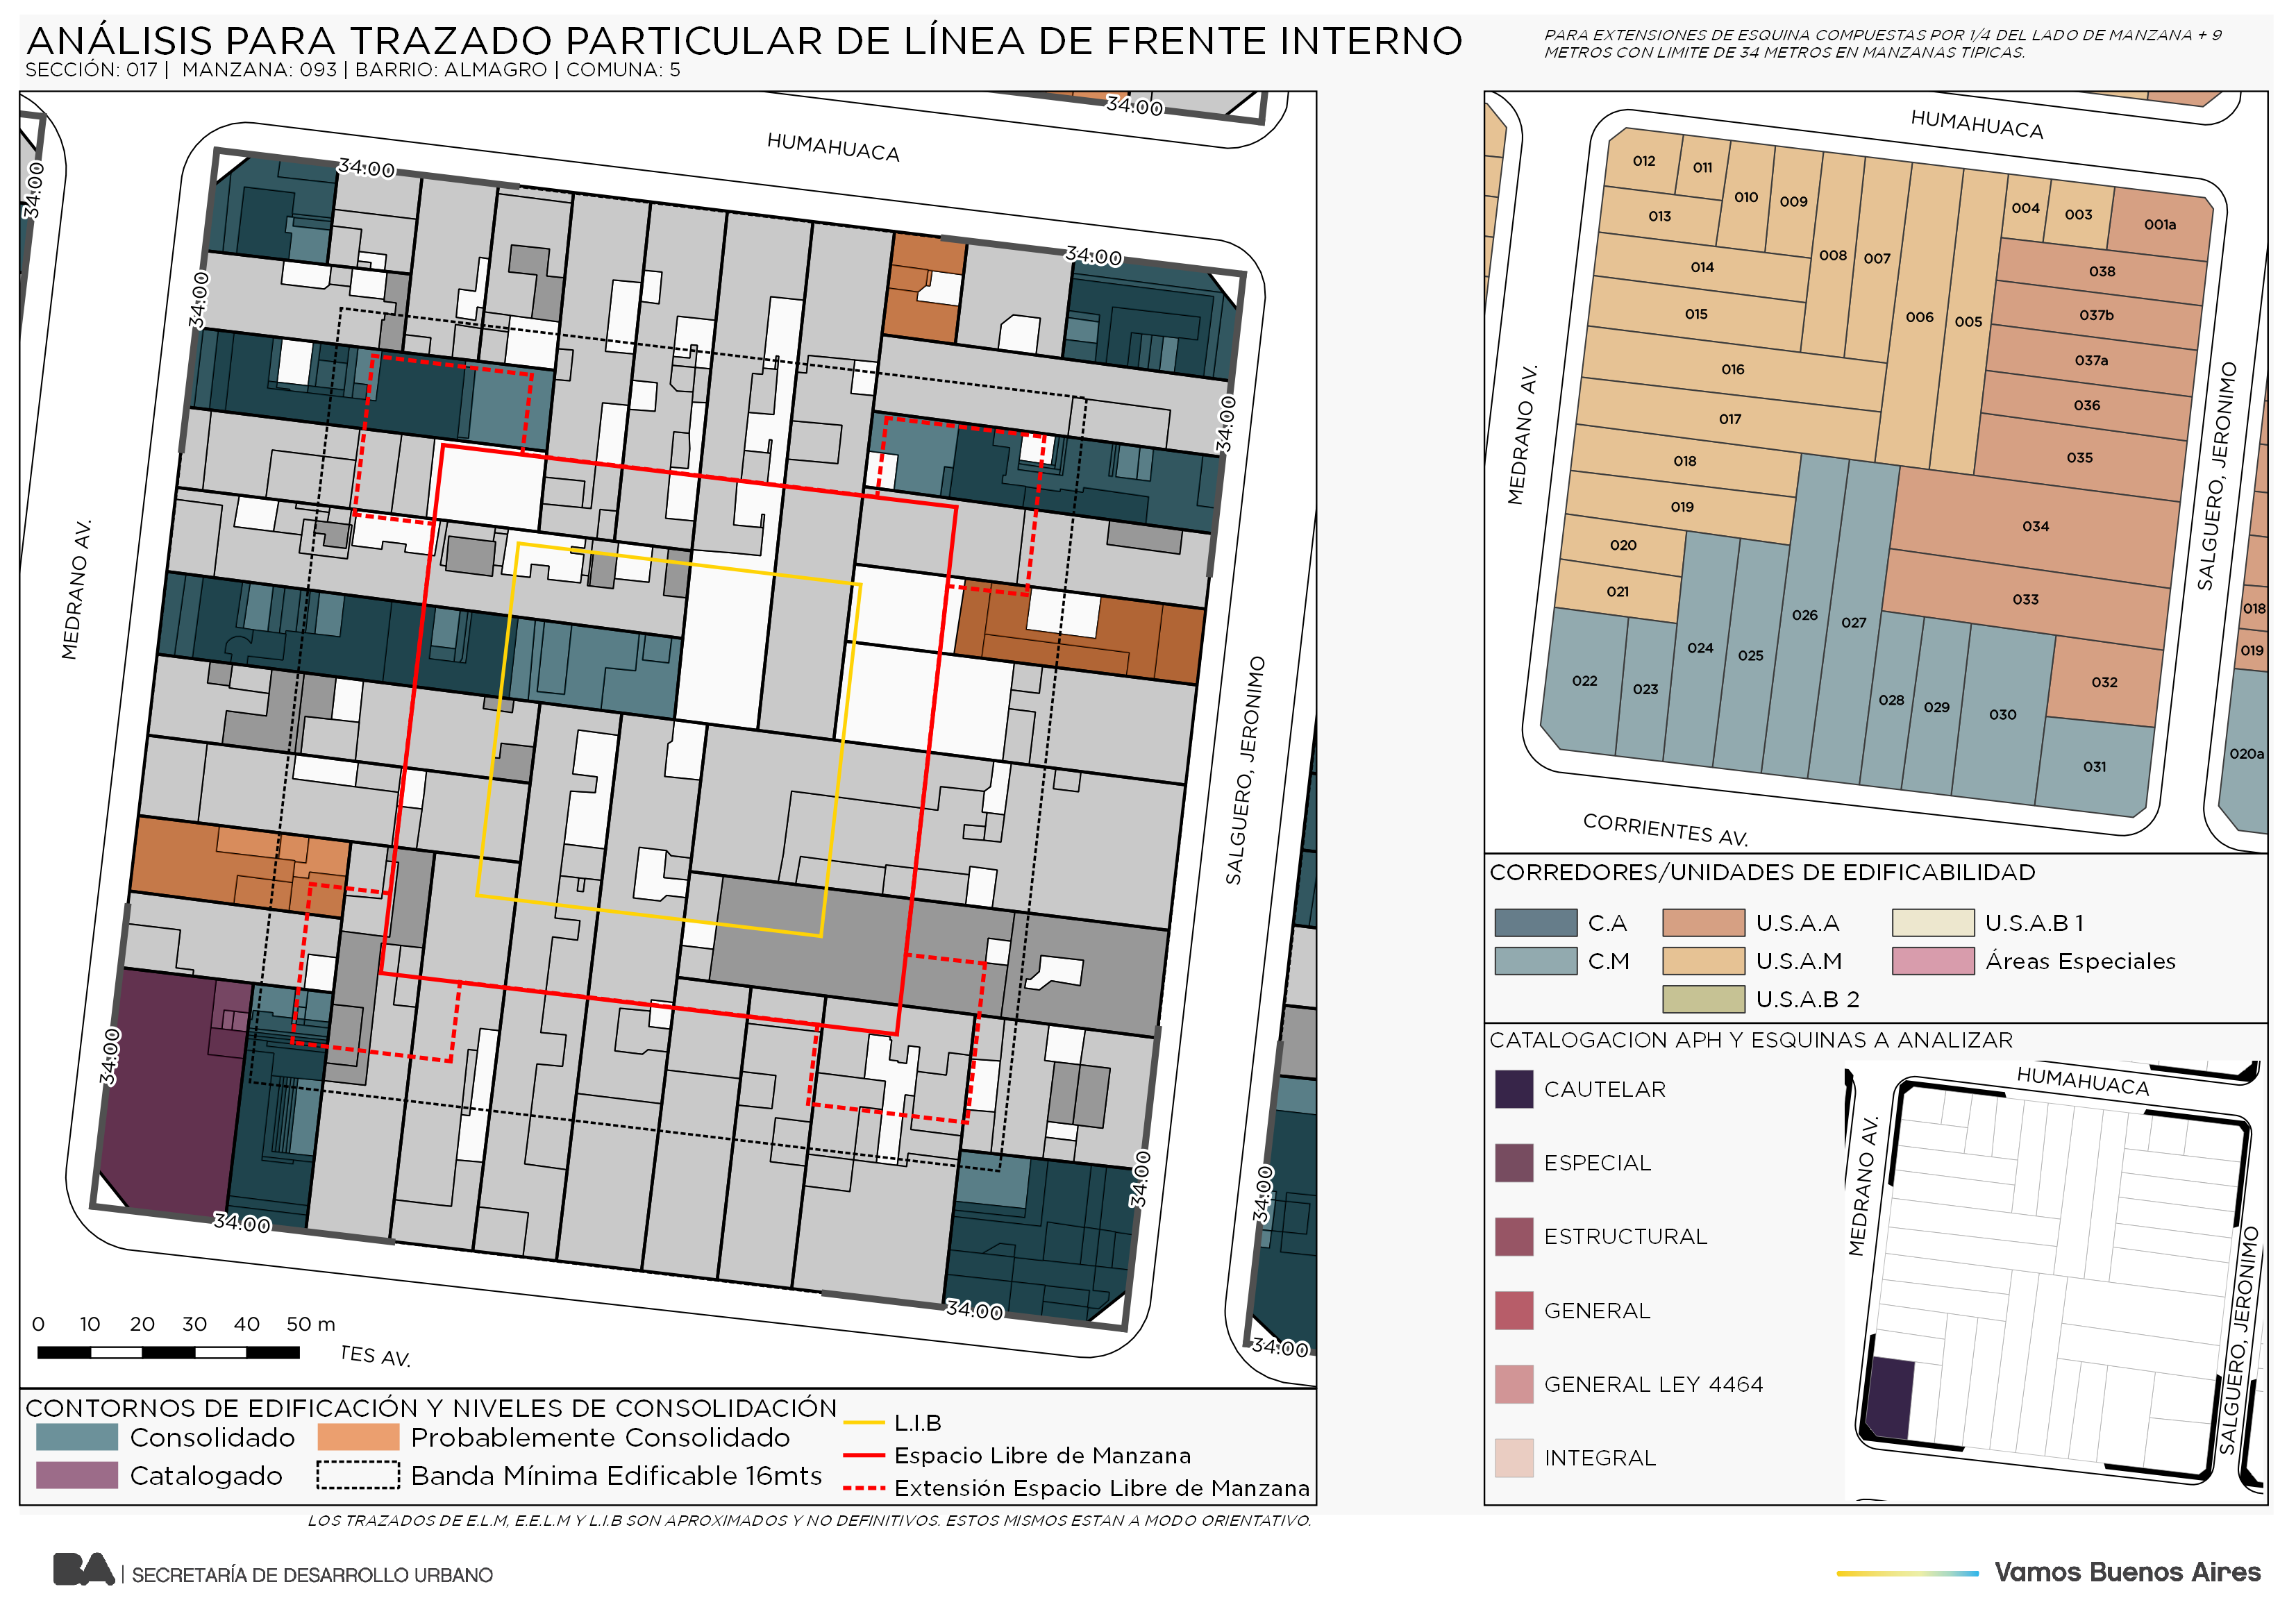 ANÁLISIS PARA TRAZADO PARTICULAR DE LÍNEA DE FRENTE INTERNO
SECCIÓN: 017 | MANZANA: 093 | BARRIO: ALMAGRO | COMUNA: 5
PARA EXTENSIONES DE ESQUINA COMPUESTAS POR 1/4 DEL LADO DE MANZANA + 9
METROS CON LIMITE DE 34 METROS EN MANZANAS TIPICAS.
34.00
34.00
34.00
HUMAHUACA
34.00
34.00
34.00
MEDRANO AV.
SALGUERO, JERONIMO
34.00
34.00
34.00
34.00
34.00
34.00
0 10 20 30 40 50 m
TES AV.
CONTORNOS DE EDIFICACIÓN Y NIVELES DE CONSOLIDACIÓN
Consolidado
Probablemente Consolidado
Catalogado
Banda Mínima Edificable 16mts
L.I.B
Espacio Libre de Manzana
Extensión Espacio Libre de Manzana
HUMAHUACA
MEDRANO AV.
SALGUERO, JERONIMO
CORRIENTES AV.
012
011
010
009
008
007
006
005
004
003
001a
013
014
015
016
017
018
019
020
021
022
023
024
025
026
027
028
029
030
031
032
033
034
035
036
037a
037b
038
018
019
020a
CORREDORES/UNIDADES DE EDIFICABILIDAD
C.A
U.S.A.A
U.S.A.B 1
C.M
U.S.A.M
Áreas Especiales
U.S.A.B 2
CATALOGACION APH Y ESQUINAS A ANALIZAR
CAUTELAR
ESPECIAL
ESTRUCTURAL
GENERAL
GENERAL LEY 4464
INTEGRAL
HUMAHUACA
MEDRANO AV.
SALGUERO, JERONIMO
LOS TRAZADOS DE E.L.M, E.E.L.M Y L.I.B SON APROXIMADOS Y NO DEFINITIVOS. ESTOS MISMOS ESTAN A MODO ORIENTATIVO.
BA | SECRETARÍA DE DESARROLLO URBANO
Vamos Buenos Aires